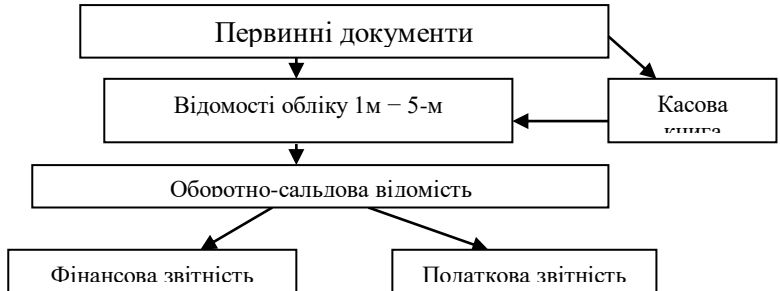 Первинні документи
Відомості обліку 1м − 5-м
Касова
книга
Оборотно-сальдова відомість
Фінансова звітність
Податкова звітність